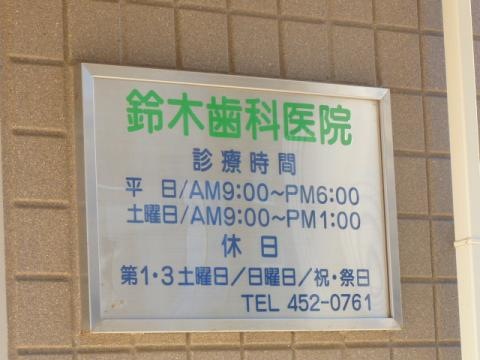 鈴木歯科医院
診療時間
平 日/AM9:00～PM6:00
土曜日/AM9:00～PM1:00
休日
第1・3土曜日/日曜日/祝・祭日
TEL 452-0761